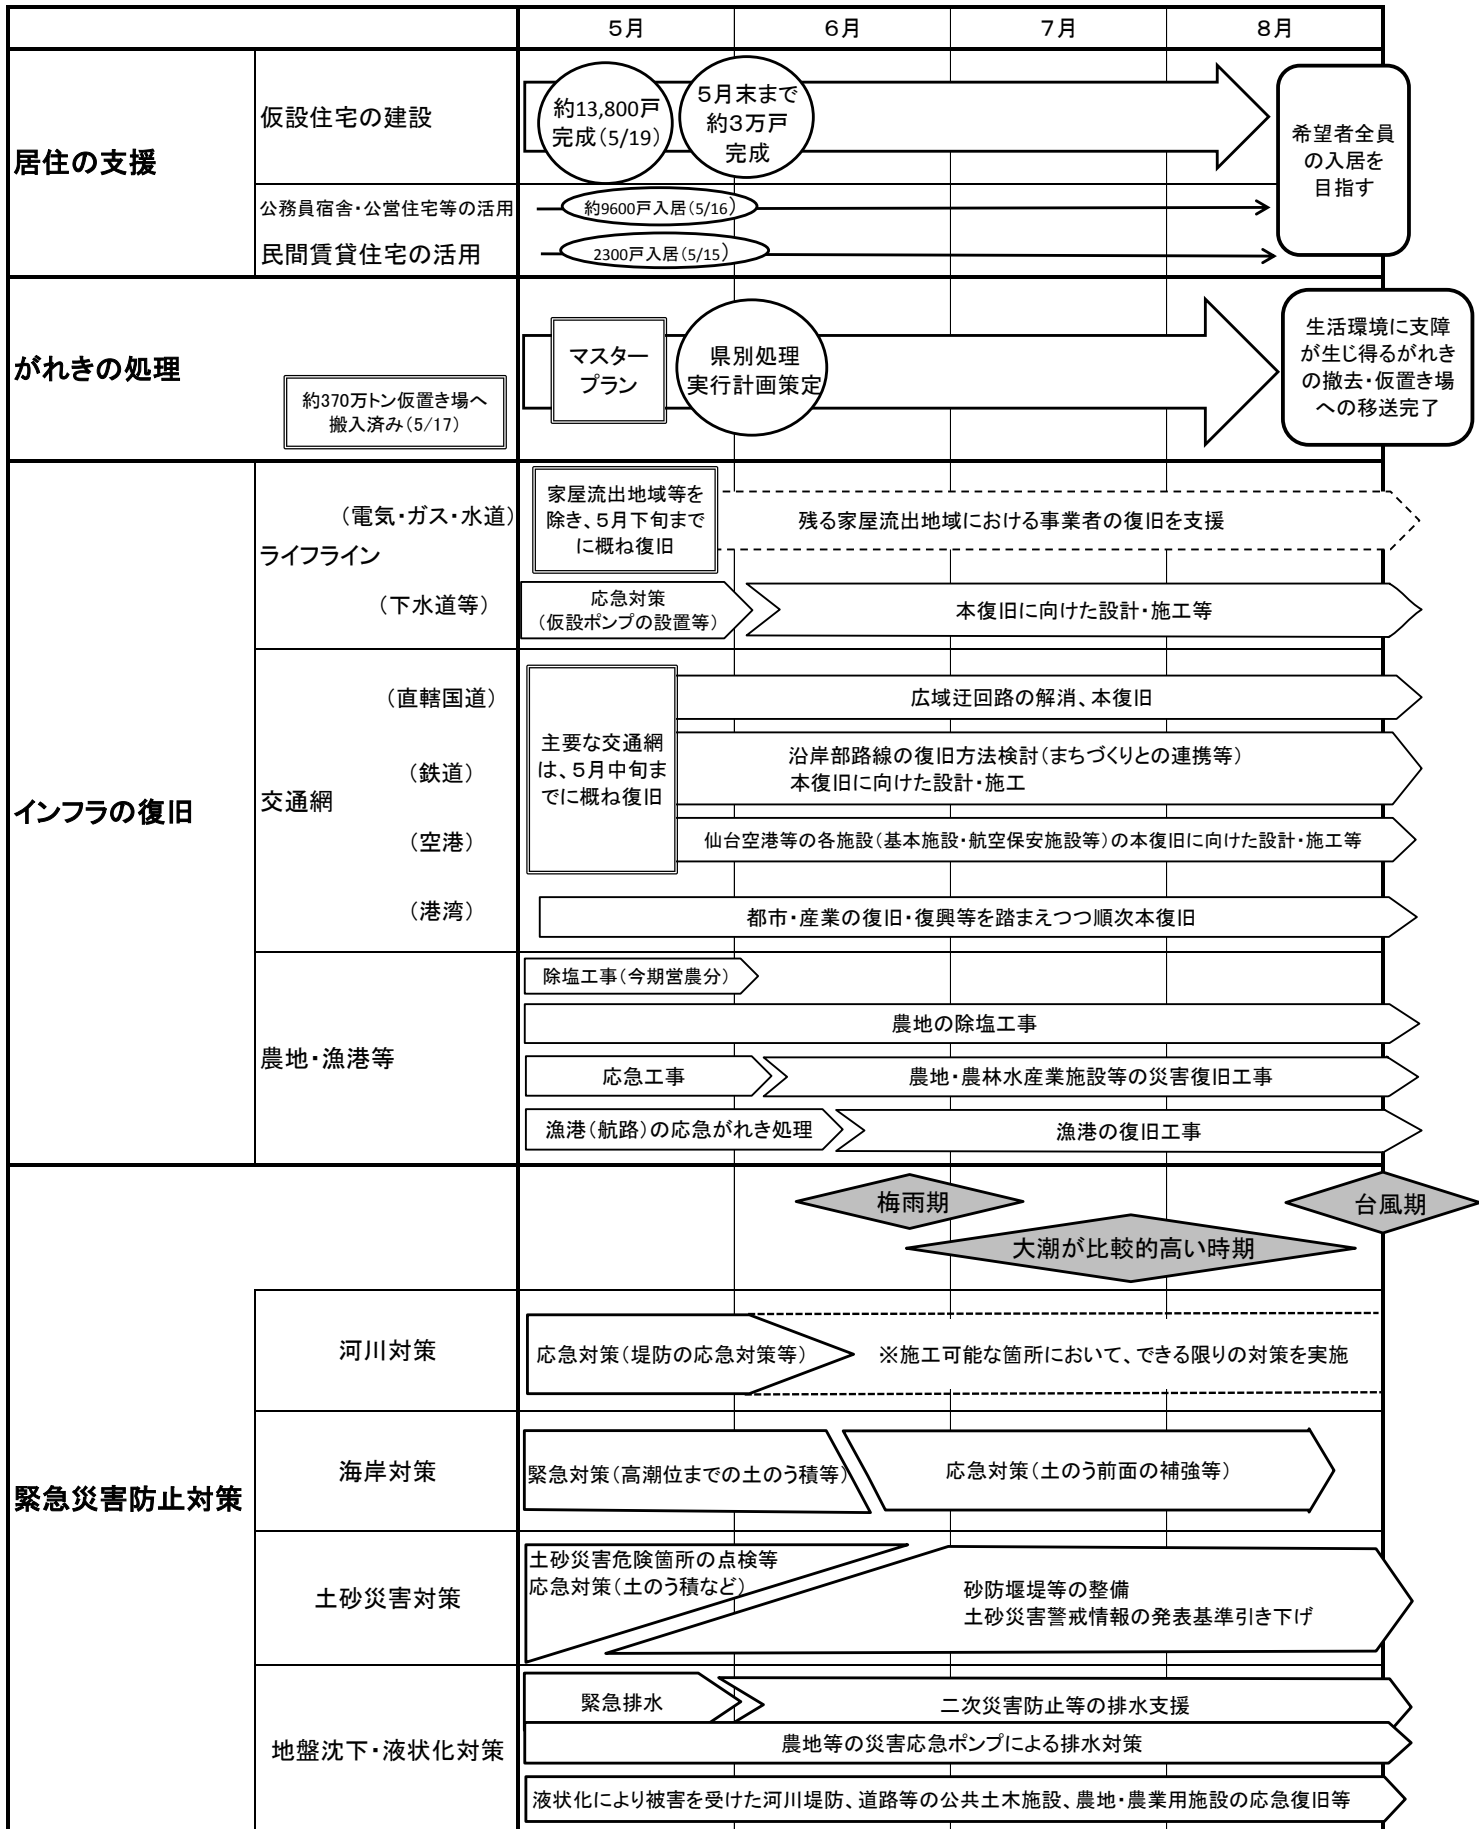 5月
6月
7月
8月
居住の支援
仮設住宅の建設
約13,800戸
完成（5/19）
5月末まで
約3万戸
完成
希望者全員
の入居を
目指す
公務員宿舎・公営住宅等の活用
約9600戸入居（5/16）
民間賃貸住宅の活用
2300戸入居（5/15）
がれきの処理
約370万トン仮置き場へ
搬入済み（5/17）
マスター
プラン
県別処理
実行計画策定
生活環境に支障
が生じ得るがれき
の撤去・仮置き場
への移送完了
インフラの復旧
（電気・ガス・水道）
ライフライン
（下水道等）
家屋流出地域等を
除き、5月下旬まで
に概ね復旧
残る家屋流出地域における事業者の復旧を支援
応急対策
（仮設ポンプの設置等）
本復旧に向けた設計・施工等
交通網
（直轄国道）
（鉄道）
（空港）
（港湾）
主要な交通網
は、5月中旬ま
でに概ね復旧
広域迂回路の解消、本復旧
沿岸部路線の復旧方法検討（まちづくりとの連携等）
本復旧に向けた設計・施工
仙台空港等の各施設（基本施設・航空保安施設等）の本復旧に向けた設計・施工等
都市・産業の復旧・復興等を踏まえつつ順次本復旧
農地・漁港等
除塩工事（今期営農分）
農地の除塩工事
応急工事
農地・農林水産業施設等の災害復旧工事
漁港（航路）の応急がれき処理
漁港の復旧工事
緊急災害防止対策
梅雨期
台風期
大潮が比較的高い時期
河川対策
応急対策（堤防の応急対策等）
※施工可能な箇所において、できる限りの対策を実施
海岸対策
緊急対策（高潮位までの土のう積等）
応急対策（土のう前面の補強等）
土砂災害対策
土砂災害危険箇所の点検等
応急対策（土のう積など）
砂防堰堤等の整備
土砂災害警戒情報の発表基準引き下げ
地盤沈下・液状化対策
緊急排水
二次災害防止等の排水支援
農地等の災害応急ポンプによる排水対策
液状化により被害を受けた河川堤防、道路等の公共土木施設、農地・農業用施設の応急復旧等